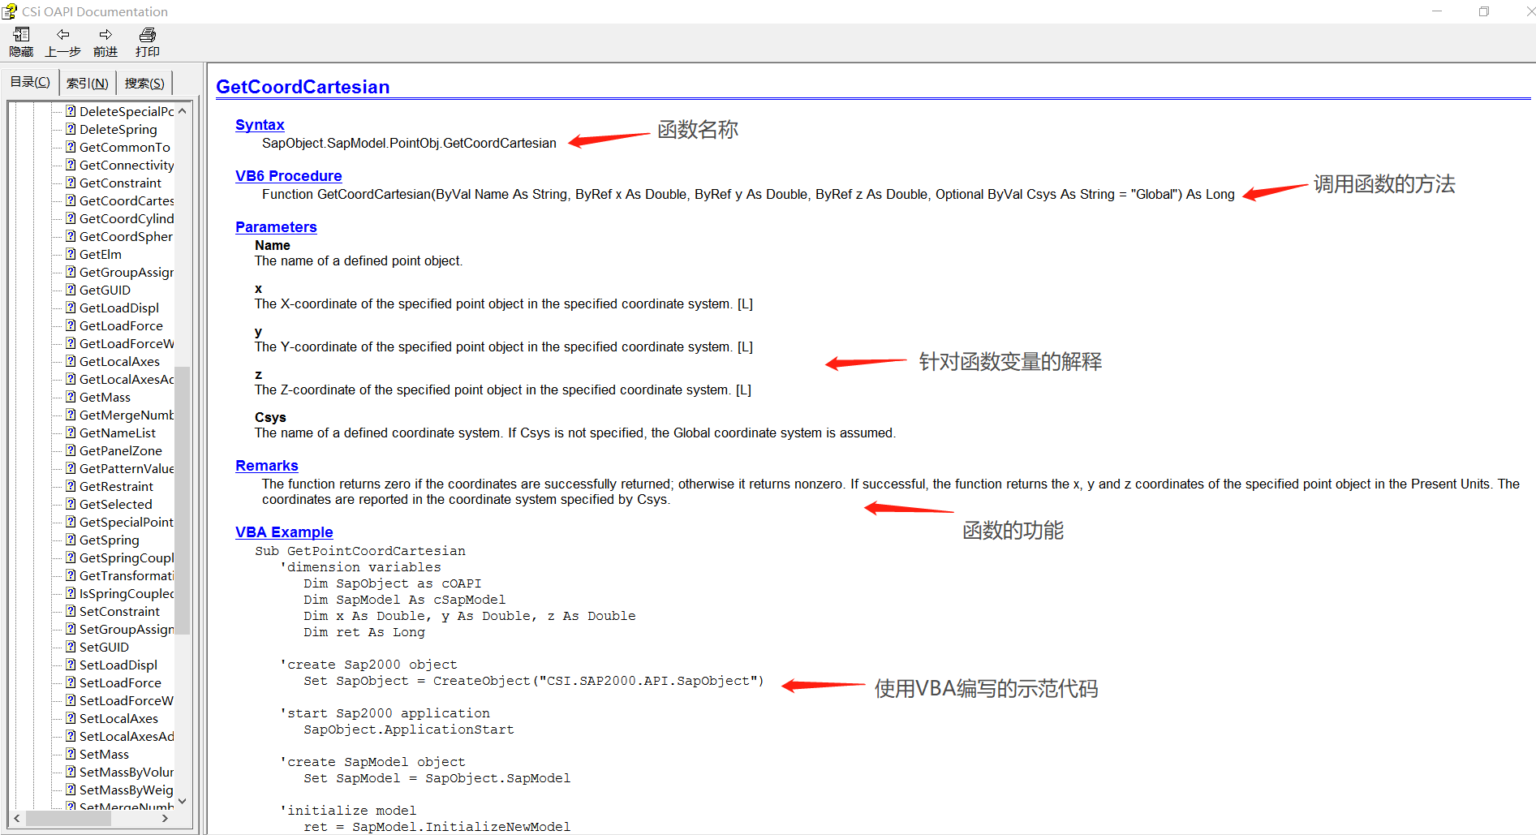 CSi OAPI Documentation
隐藏 上一步 前进 打印
目录(C) 索引(N) 搜索(S)
DeleteSpecialPc
DeleteSpring
GetCommonTo
GetConnectivity
GetConstraint
GetCoordCartes
GetCoordCylind
GetCoordSpher
GetElm
GetGroupAssign
GetGUID
GetLoadDispl
GetLoadForce
GetLoadForceW
GetLocalAxes
GetLocalAxesAc
GetMass
GetMergeNumb
GetNameList
GetPanelZone
GetPatternValue
GetRestraint
GetSelected
GetSpecialPoint
GetSpring
GetSpringCoupl
GetTransformati
IsSpringCouplec
SetConstraint
SetGroupAssign
SetGUID
SetLoadDispl
SetLoadForce
SetLoadForceW
SetLocalAxes
SetLocalAxesAd
SetMass
SetMassByVolur
SetMassByWeig
SetMergeNumb
GetCoordCartesian
Syntax
SapObject.SapModel.PointObj.GetCoordCartesian
函数名称
VB6 Procedure
Function GetCoordCartesian(ByVal Name As String, ByRef x As Double, ByRef y As Double, ByRef z As Double, Optional ByVal Csys As String = "Global") As Long
调用函数的方法
Parameters
Name
The name of a defined point object.
x
The X-coordinate of the specified point object in the specified coordinate system. [L]
y
The Y-coordinate of the specified point object in the specified coordinate system. [L]
针对函数变量的解释
z
The Z-coordinate of the specified point object in the specified coordinate system. [L]
Csys
The name of a defined coordinate system. If Csys is not specified, the Global coordinate system is assumed.
Remarks
The function returns zero if the coordinates are successfully returned; otherwise it returns nonzero. If successful, the function returns the x, y and z coordinates of the specified point object in the Present Units. The
coordinates are reported in the coordinate system specified by Csys.
函数的功能
VBA Example
Sub GetPointCoordCartesian
'dimension variables
Dim SapObject as cOAPI
Dim SapModel As cSapModel
Dim x As Double, y As Double, z As Double
Dim ret As Long
'create Sap2000 object
Set SapObject = CreateObject("CSI.SAP2000.API.SapObject")
使用VBA编写的示范代码
'start Sap2000 application
SapObject.ApplicationStart
'create SapModel object
Set SapModel = SapObject.SapModel
'initialize model
ret = SapModel.InitializeNewModel